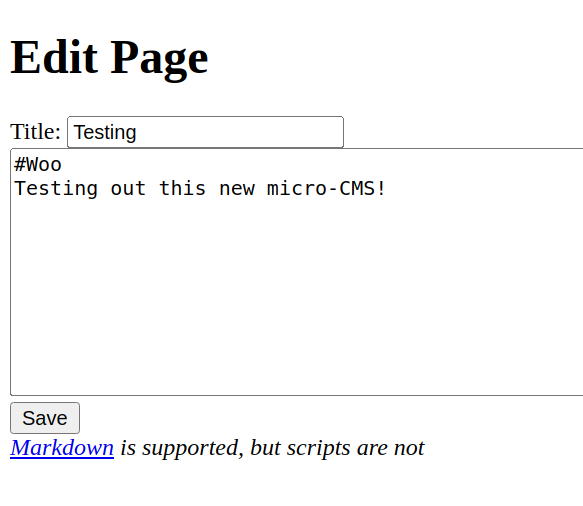 Edit Page
Title: Testing
#Woo
Testing out this new micro-CMS!
Save
Markdown is supported, but scripts are not